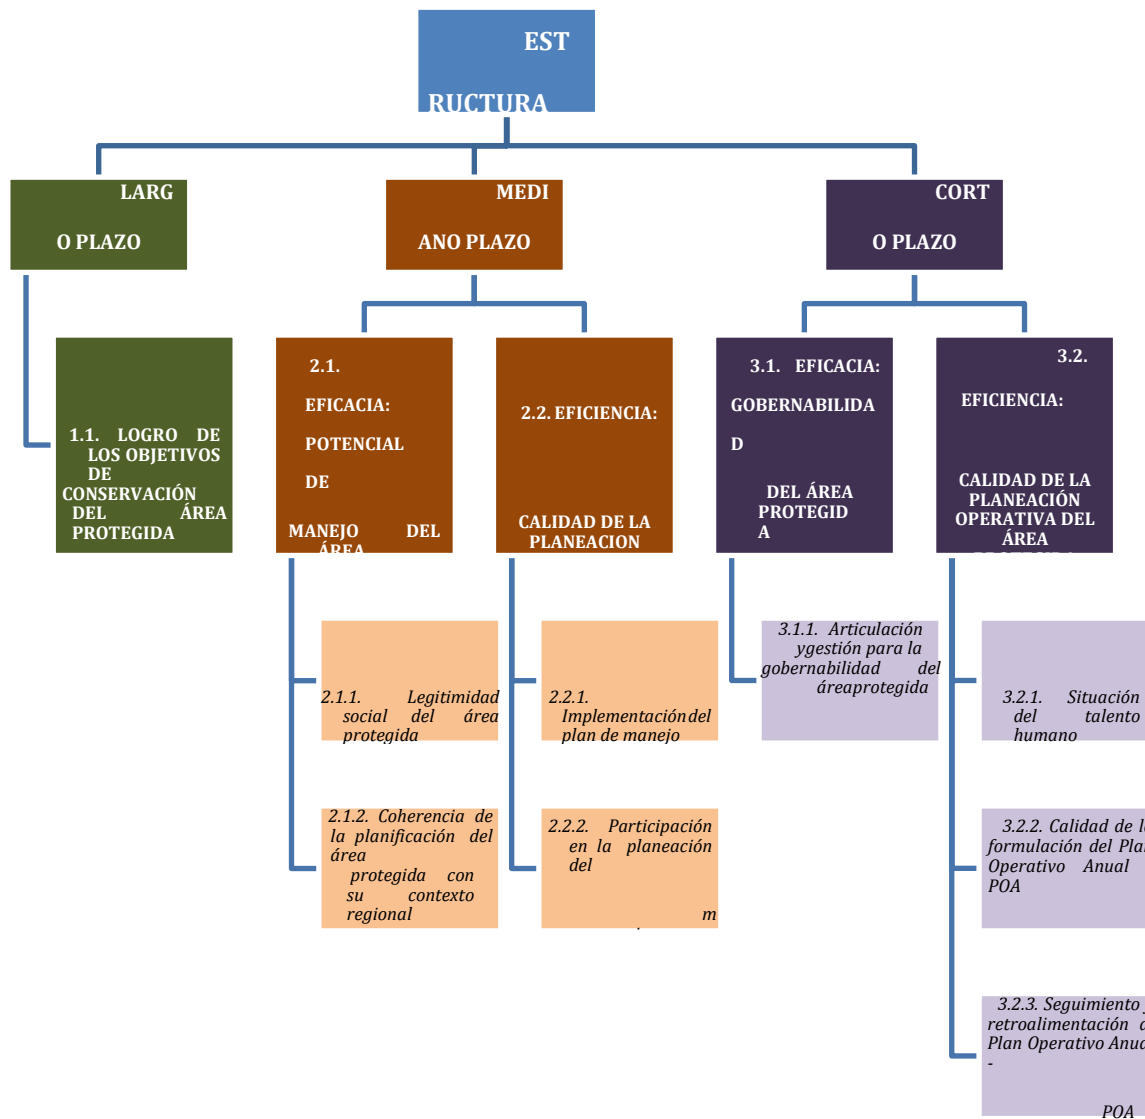 EST
RUCTURA
LARG
O PLAZO
MEDI
ANO PLAZO
CORT
O PLAZO
1.1. LOGRO DE
LOS OBJETIVOS
DE
CONSERVACIÓN
DEL ÁREA
PROTEGIDA
2.1.
EFICACIA:
POTENCIAL
DE
MANEJO DEL
ÁREA
2.2. EFICIENCIA:
CALIDAD DE LA
PLANEACION
3.1. EFICACIA:
GOBERNABILIDA
D
DEL ÁREA
PROTEGID
A
3.2.
EFICIENCIA:
CALIDAD DE LA
PLANEACIÓN
OPERATIVA DEL
ÁREA
2.1.1. Legitimidad
social del área
protegida
2.1.2. Coherencia de
la planificación del
área
protegida con
su contexto
regional
2.2.1.
Implementacióndel
plan de manejo
2.2.2. Participación
en la planeación
del
m
3.1.1. Articulación
ygestión para la
gobernabilidad del
áreaprotegida
3.2.1. Situación
del talento
humano
3.2.2. Calidad de
formulación del
Operativo Anual
POA
3.2.3. Seguimiento
retroalimentación
Plan Operativo
-
POA